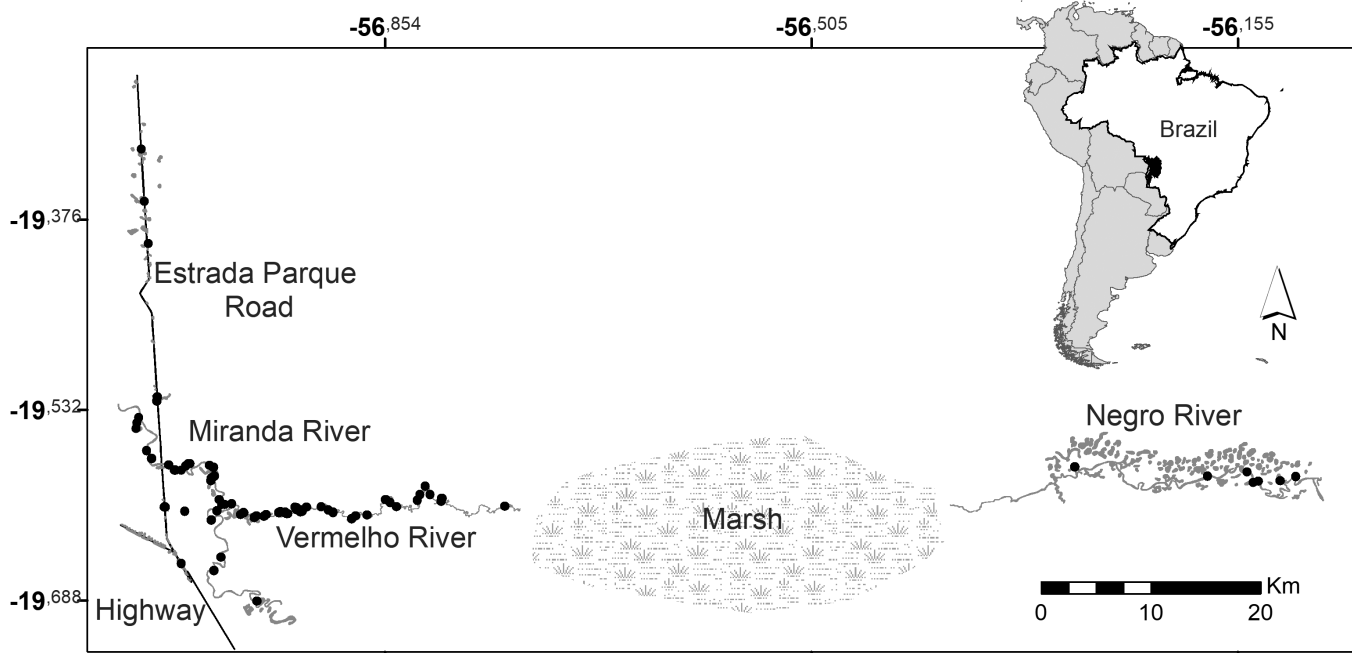 -56,854
-56,505
-56,155
Brazil
-19,376
Estrada Parque
Road
N
-19,532
Miranda River
Negro River
Marsh
Vermelho River
Km
-19,688
Highway
0 10 20